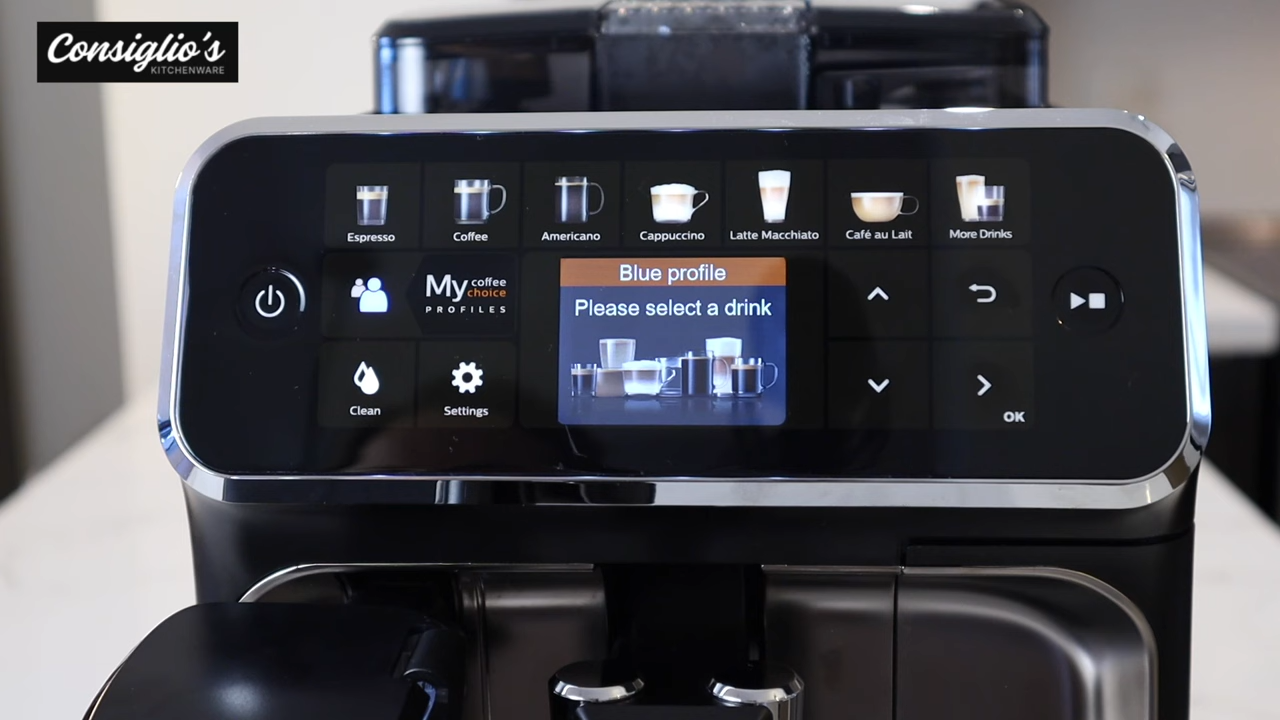 Consiglio's
KITCHENWARE
Espresso
Coffee
Americano
Cappuccino
Latte Macchiato
Café au Lait
More Drinks
My coffee choice
PROFILES
Blue profile
Please select a drink
Clean
Settings
OK